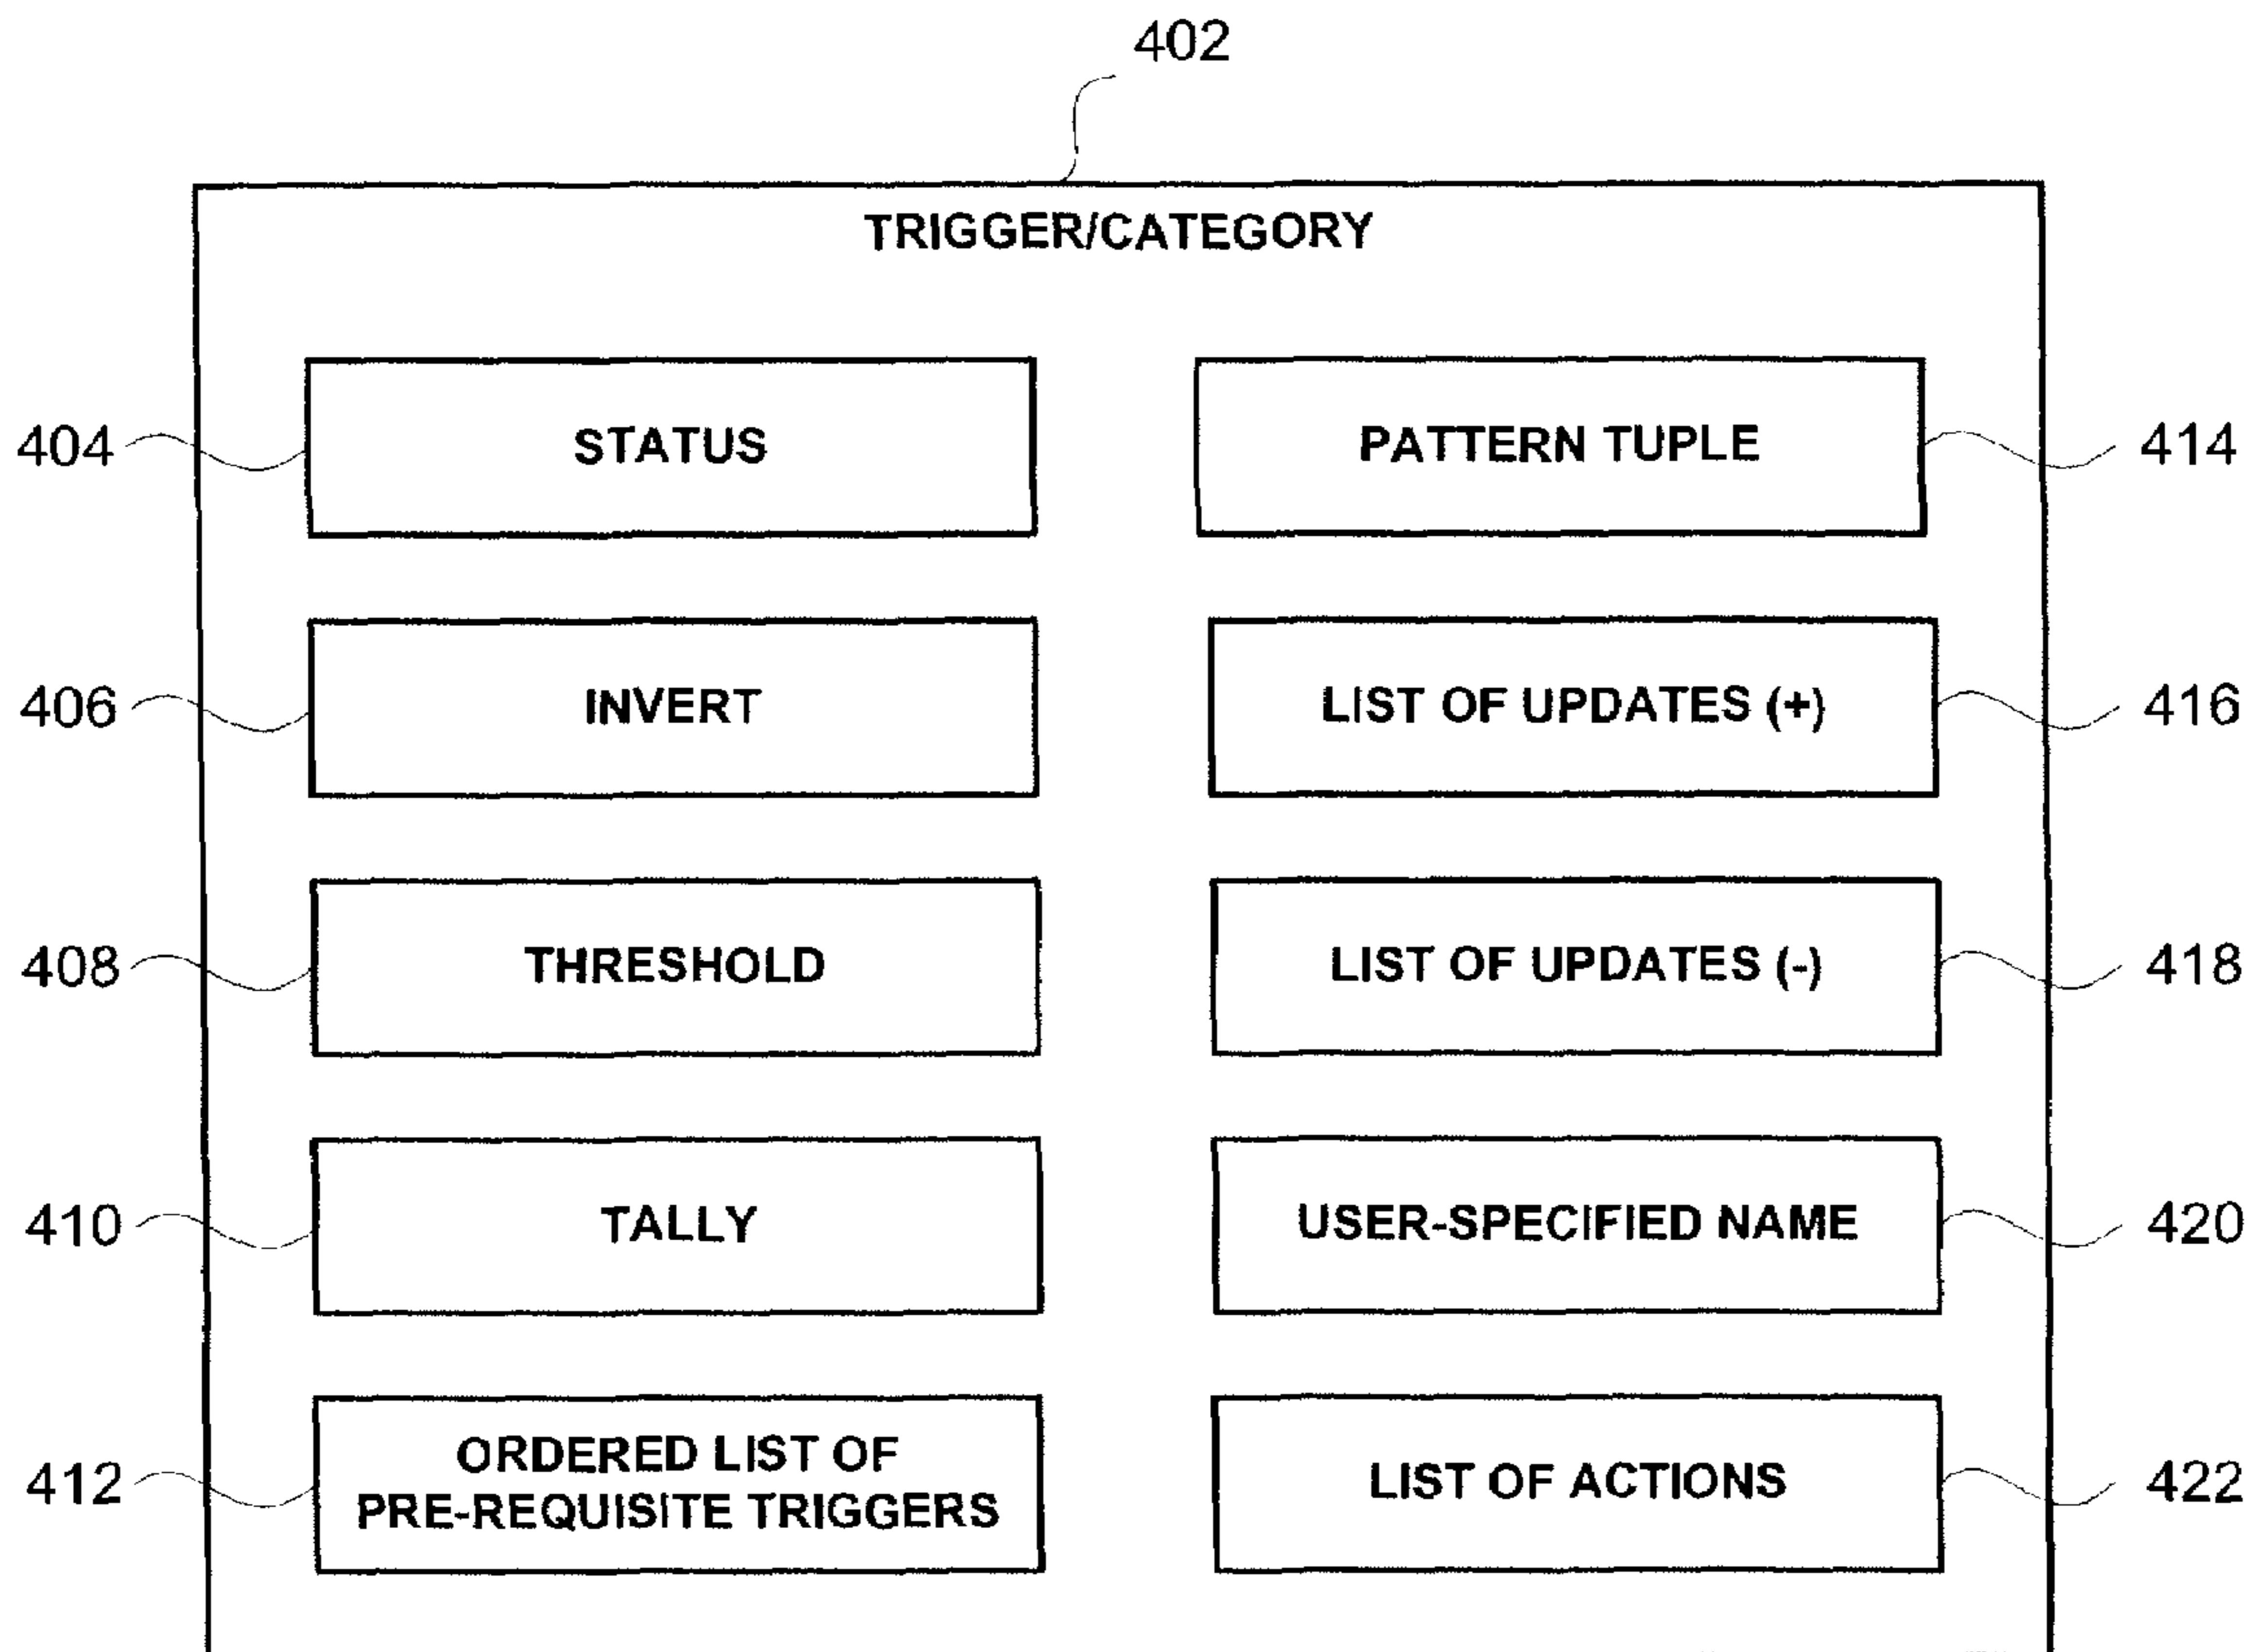 402
TRIGGER/CATEGORY
404
STATUS
PATTERN TUPLE
414
406
INVERT
LIST OF UPDATES (+)
416
408
THRESHOLD
LIST OF UPDATES (-)
418
410
TALLY
USER-SPECIFIED NAME
420
412
ORDERED LIST OF
PRE-REQUISITE TRIGGERS
LIST OF ACTIONS
422